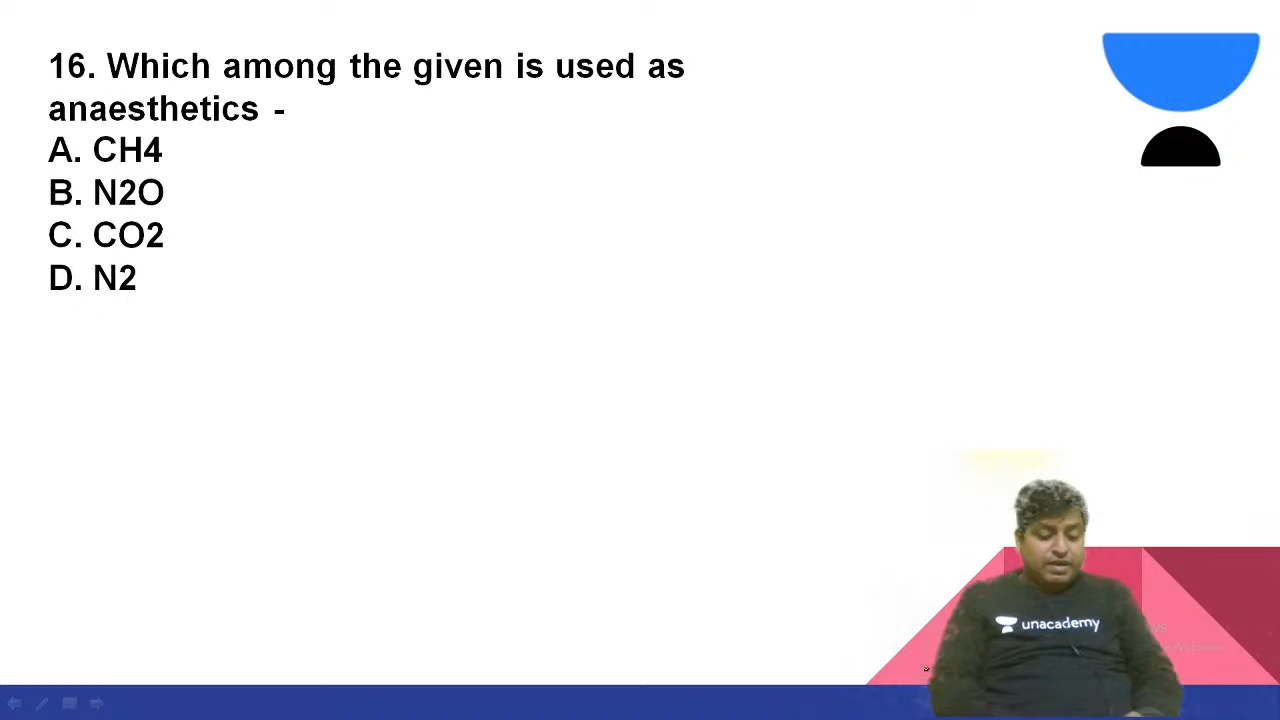 16. Which among the given is used as
anaesthetics -
A. CH4
B. N2O
C. CO2
D. N2
unacademy